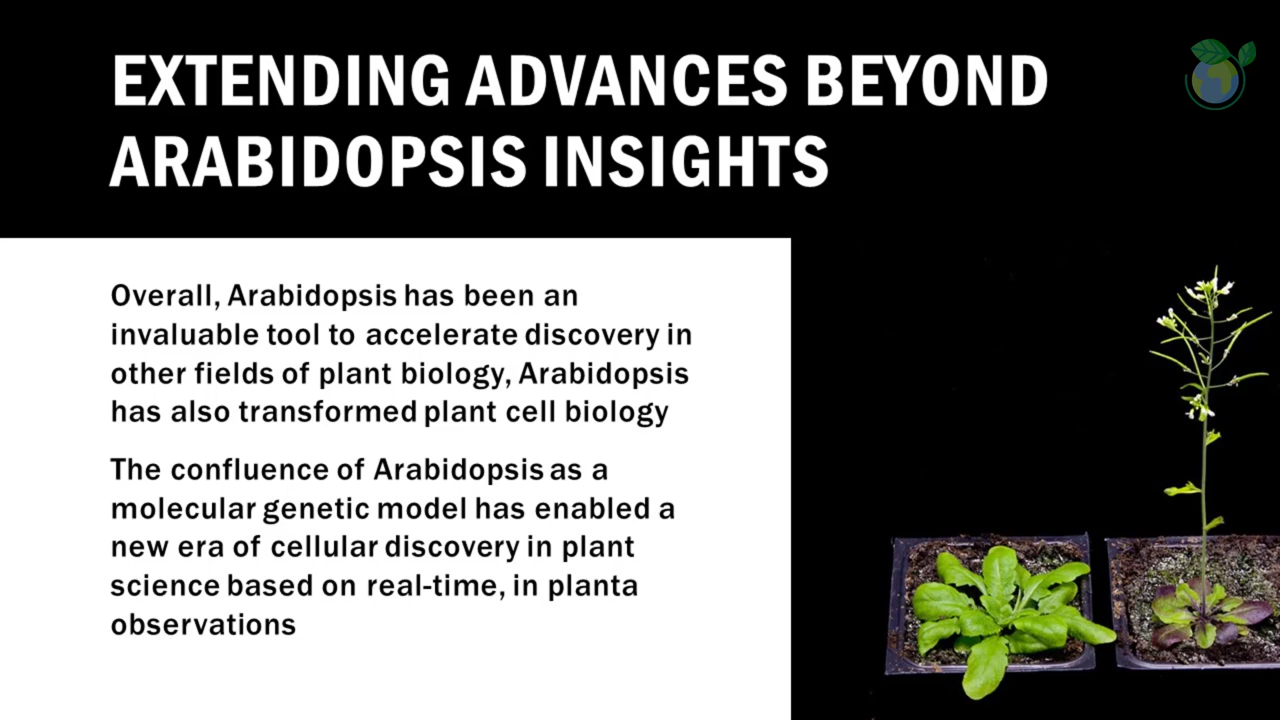 EXTENDING ADVANCES BEYOND
ARABIDOPSIS INSIGHTS
Overall, Arabidopsis has been an
invaluable tool to accelerate discovery in
other fields of plant biology, Arabidopsis
has also transformed plant cell biology
The confluence of Arabidopsis as a
molecular genetic model has enabled a
new era of cellular discovery in plant
science based on real-time, in planta
observations